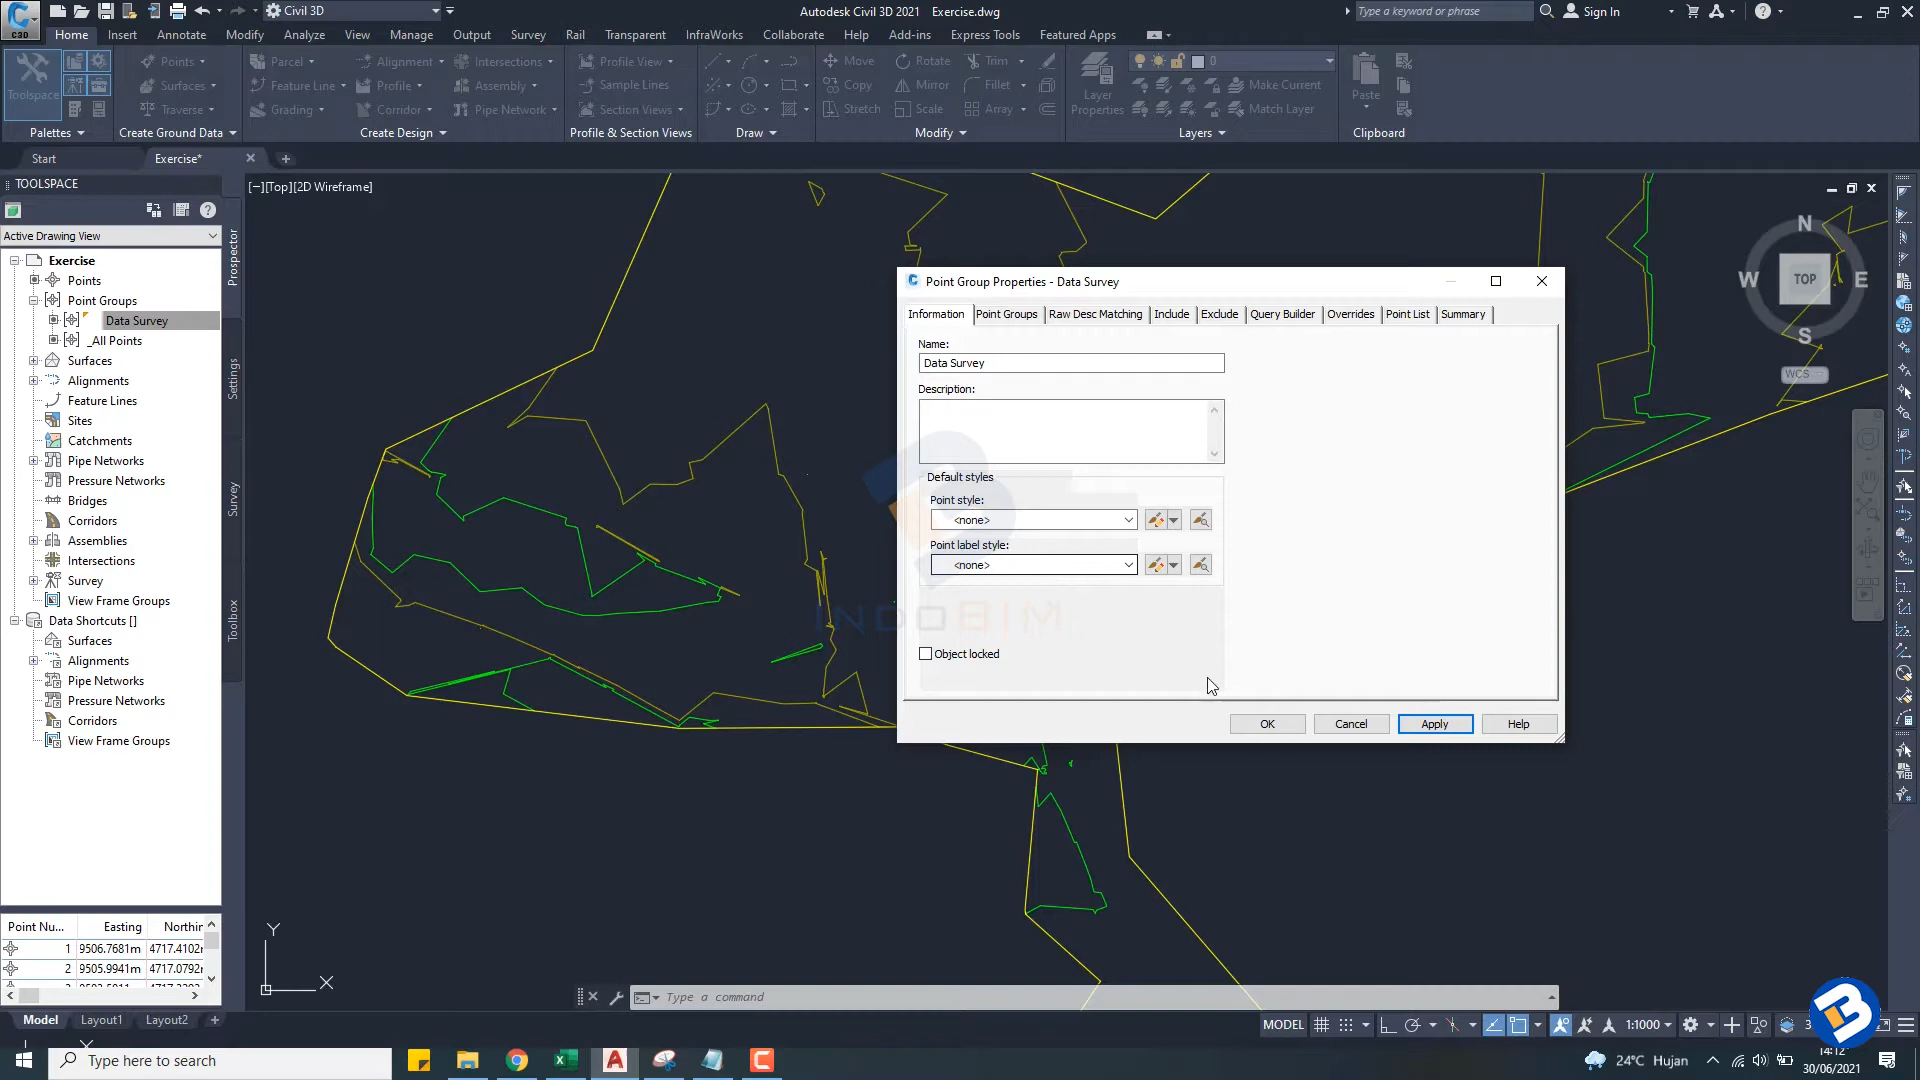 C3D
Civil 3D
Autodesk Civil 3D 2021 Exercise.dwg
Type a keyword or phrase
Sign In
Home Insert Annotate Modify Analyze View Manage Output Survey Rail Transparent InfraWorks Collaborate Help Add-ins Express Tools Featured Apps
Points Parcel Alignment Intersections Profile View Move Rotate Trim 0
Toolspace Surfaces Feature Line Profile Assembly Sample Lines Copy Mirror Fillet Layer Properties Make Current Paste
Traverse Grading Corridor Pipe Network Section Views Stretch Scale Array Match Layer
Palettes Create Ground Data Create Design Profile & Section Views Draw Modify Layers Clipboard
Start Exercise*
TOOLSPACE
Active Drawing View
Exercise
Points
Point Groups
Data Survey
_All Points
Surfaces
Alignments
Feature Lines
Sites
Catchments
Pipe Networks
Pressure Networks
Bridges
Corridors
Assemblies
Intersections
Survey
View Frame Groups
Data Shortcuts []
Surfaces
Alignments
Pipe Networks
Pressure Networks
Corridors
View Frame Groups
Prospector
Settings
Survey
Toolbox
Point Nu... Easting Northir
1 9506.7681m 4717.4102r
2 9505.9941m 4717.0792r
[−][Top][2D Wireframe]
N
W TOP E
S
WCS
Point Group Properties - Data Survey
Information Point Groups Raw Desc Matching Include Exclude Query Builder Overrides Point List Summary
Name:
Data Survey
Description:
Default styles
Point style:
<none>
Point label style:
<none>
Object locked
OK Cancel Apply Help
INDOBIM
Y
X
Type a command
Model Layout1 Layout2
MODEL 1:1000
Type here to search
24°C Hujan
14:12
30/06/2021